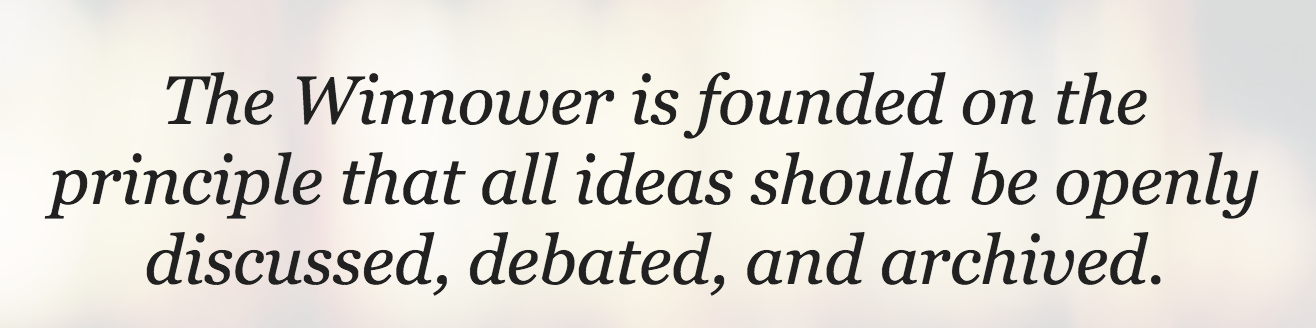 The Winnower is founded on the
principle that all ideas should be openly
discussed, debated, and archived.